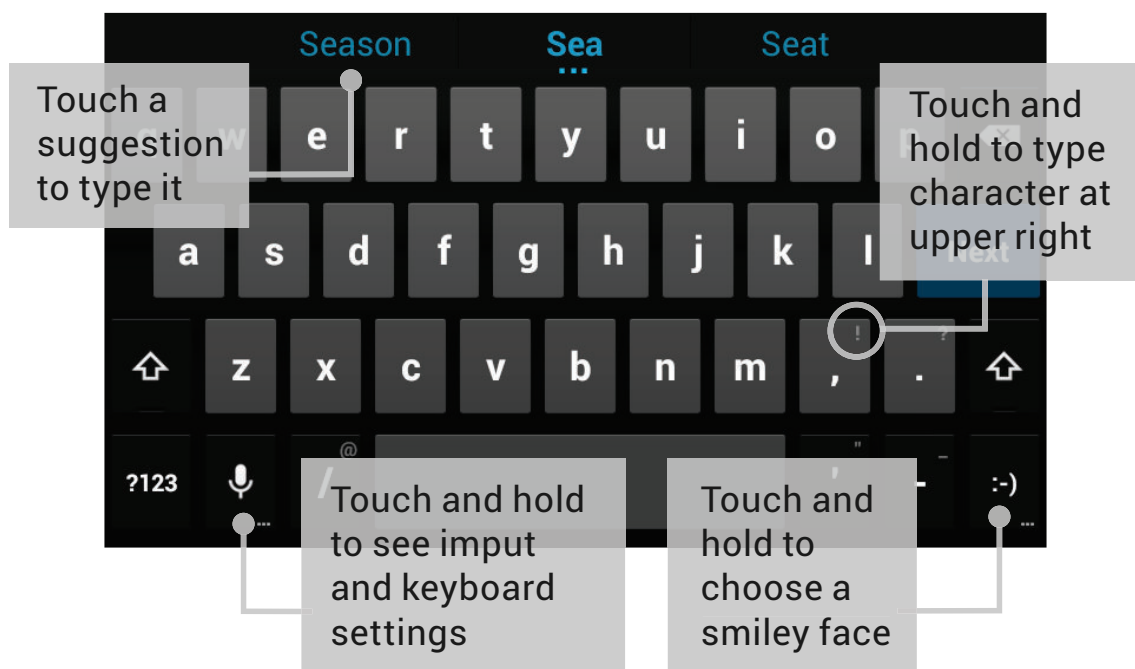 Season Sea Seat
Touch a
suggestion
to type it
Touch and
hold to type
character at
upper right
q w e r t y u i o p
a s d f g h j k l Next
! ?
z x c v b n m , .
@ " _
?123 / ' - :-)
Touch and hold
to see imput
and keyboard
settings
Touch and
hold to
choose a
smiley face